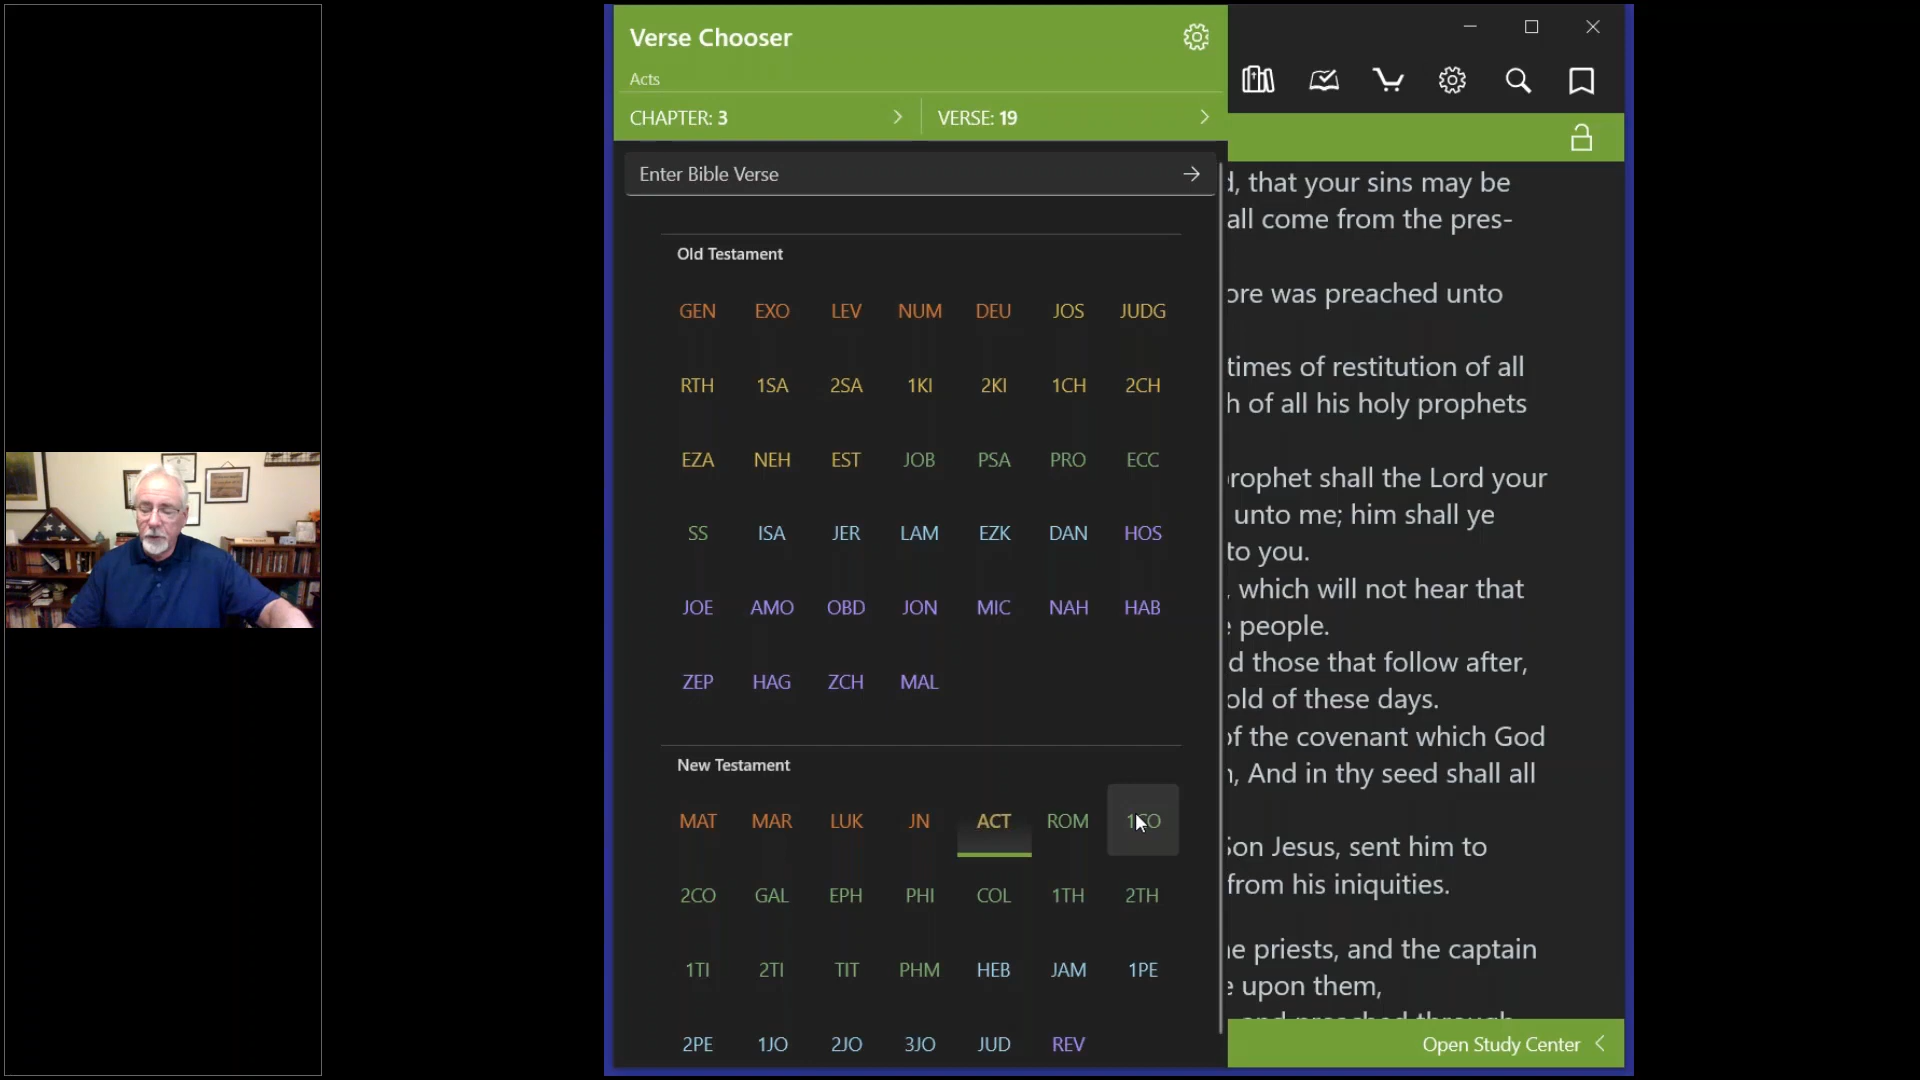 Verse Chooser
Acts
CHAPTER: 3
VERSE: 19
Enter Bible Verse
Old Testament
GEN EXO LEV NUM DEU JOS JUDG
RTH 1SA 2SA 1KI 2KI 1CH 2CH
EZA NEH EST JOB PSA PRO ECC
SS ISA JER LAM EZK DAN HOS
JOE AMO OBD JON MIC NAH HAB
ZEP HAG ZCH MAL
New Testament
MAT MAR LUK JN ACT ROM 1CO
2CO GAL EPH PHI COL 1TH 2TH
1TI 2TI TIT PHM HEB JAM 1PE
2PE 1JO 2JO 3JO JUD REV
, that your sins may be
all come from the pres-
ore was preached unto
times of restitution of all
h of all his holy prophets
rophet shall the Lord your
unto me; him shall ye
to you.
, which will not hear that
people.
d those that follow after,
old of these days.
of the covenant which God
, And in thy seed shall all
Son Jesus, sent him to
from his iniquities.
e priests, and the captain
upon them,
and preached through
Open Study Center